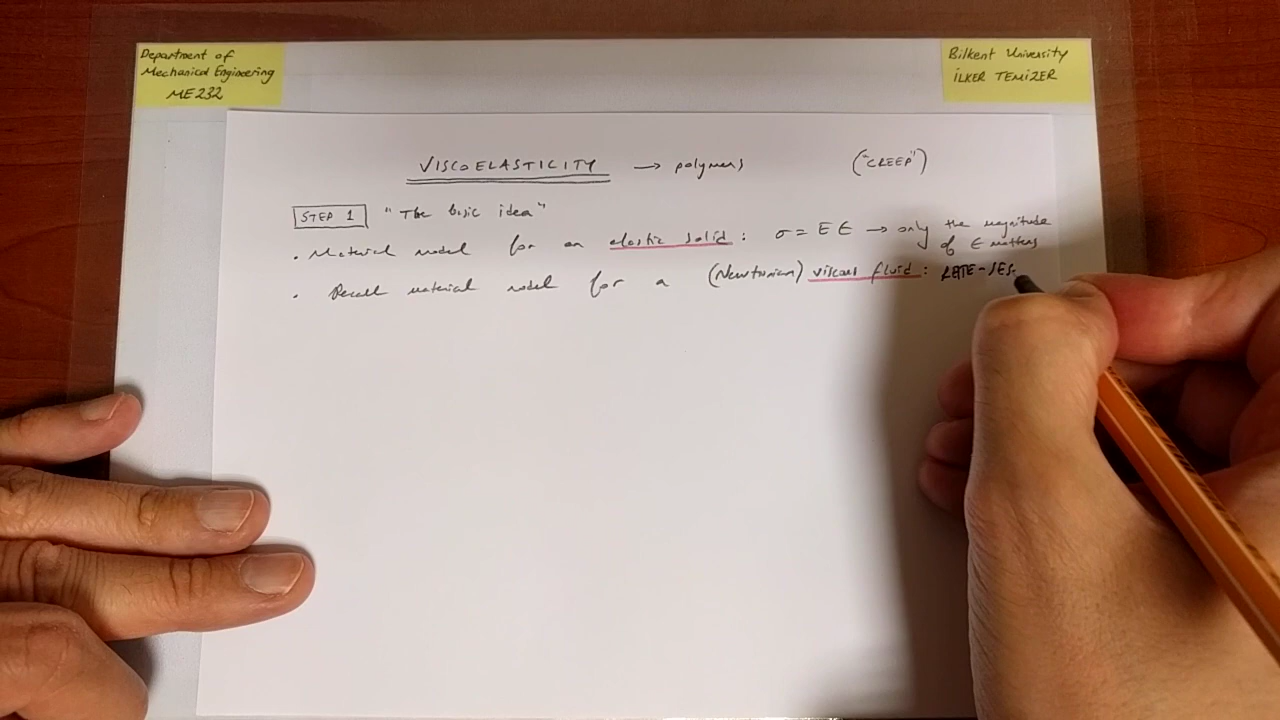 Department of
Mechanical Engineering
ME232
Bilkent University
İLKER TEMİZER
VISCOELASTICITY → polymers ("CREEP")
STEP 1 "The basic idea"
• Material model for an elastic solid : σ = E ϵ → only the magnitude
of ϵ matters
• Recall material model for a (Newtonian) viscous fluid : RATE-SES